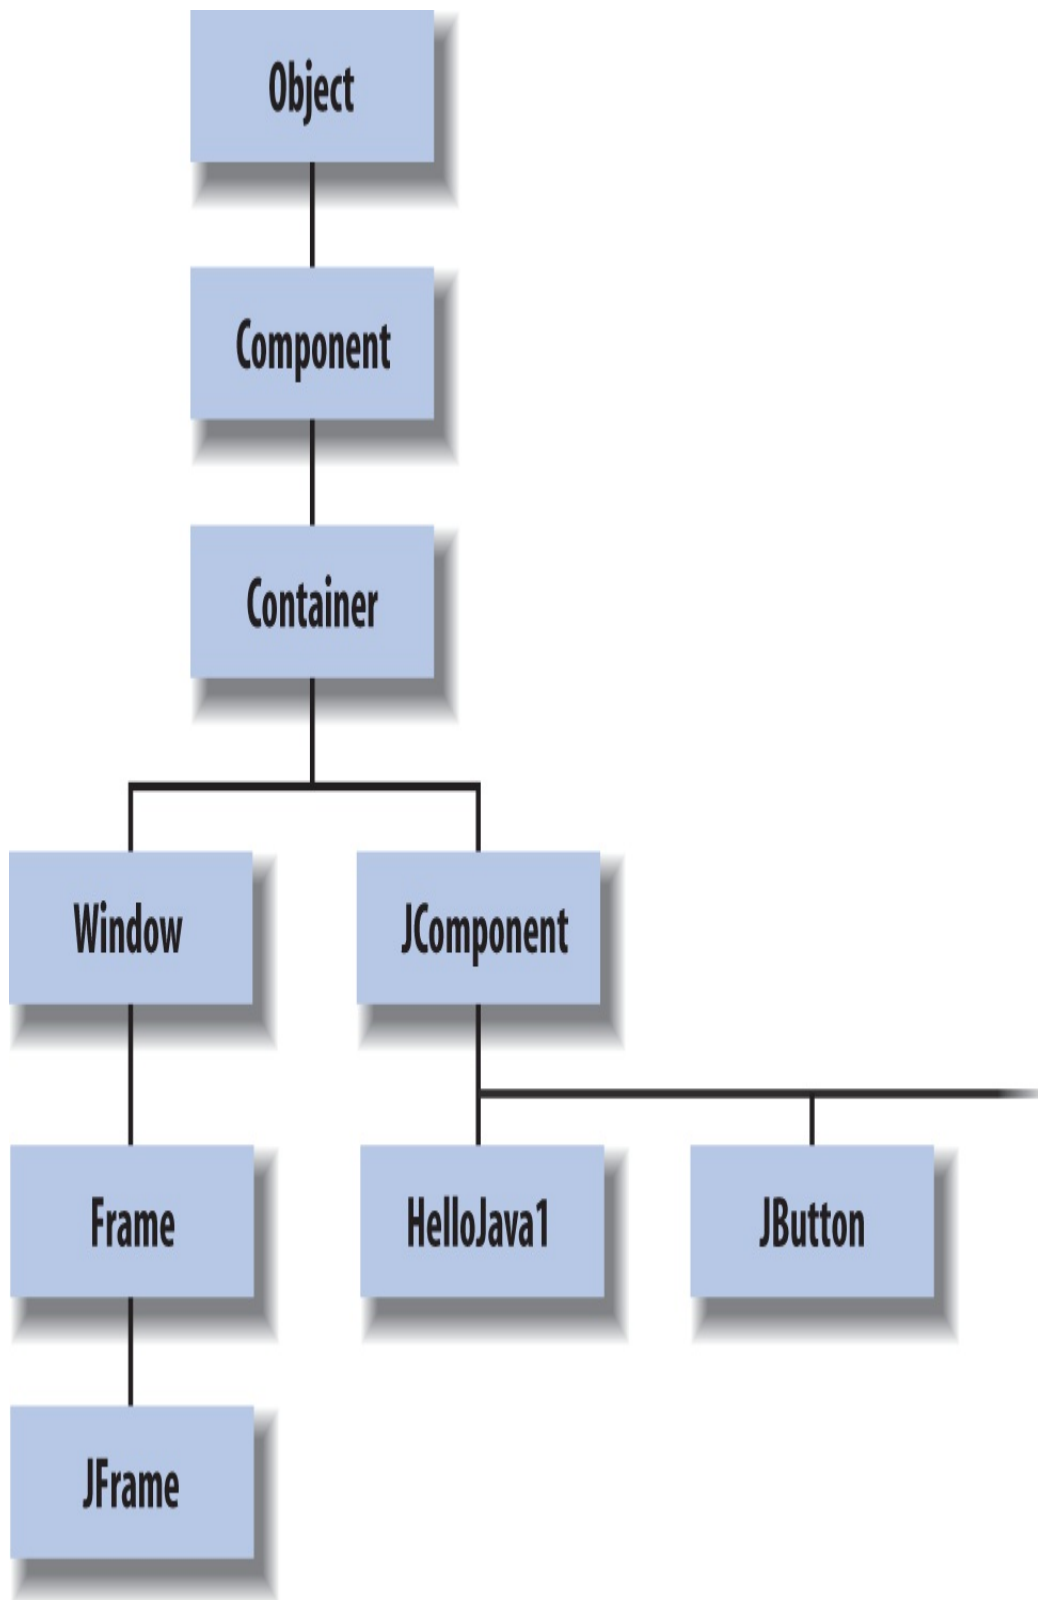 Object
Component
Container
Window
JComponent
Frame
HelloJava1
JButton
JFrame